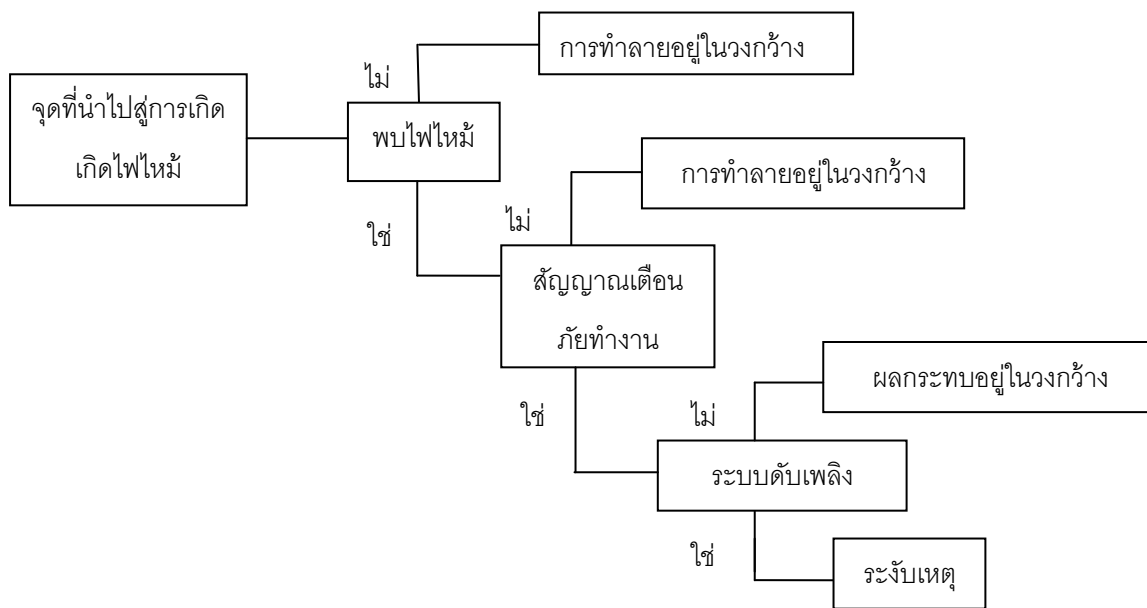 การทำลายอยู่ในวงกว้าง
ไม่
จุดที่นำไปสู่การเกิด
เกิดไฟไหม้
พบไฟไหม้
การทำลายอยู่ในวงกว้าง
ใช่
ไม่
สัญญาณเตือน
ภัยทำงาน
ผลกระทบอยู่ในวงกว้าง
ใช่
ไม่
ระบบดับเพลิง
ใช่
ระงับเหตุ